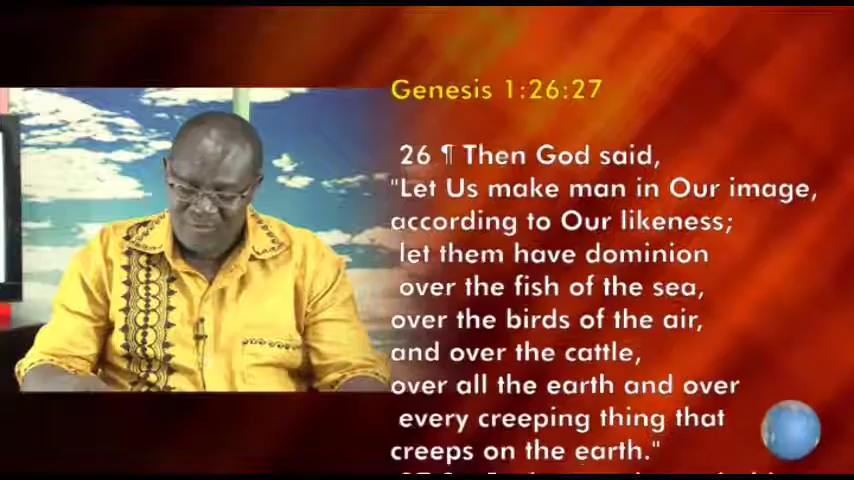 Genesis 1:26:27
26 ¶ Then God said,
"Let Us make man in Our image,
according to Our likeness;
let them have dominion
over the fish of the sea,
over the birds of the air,
and over the cattle,
over all the earth and over
every creeping thing that
creeps on the earth."